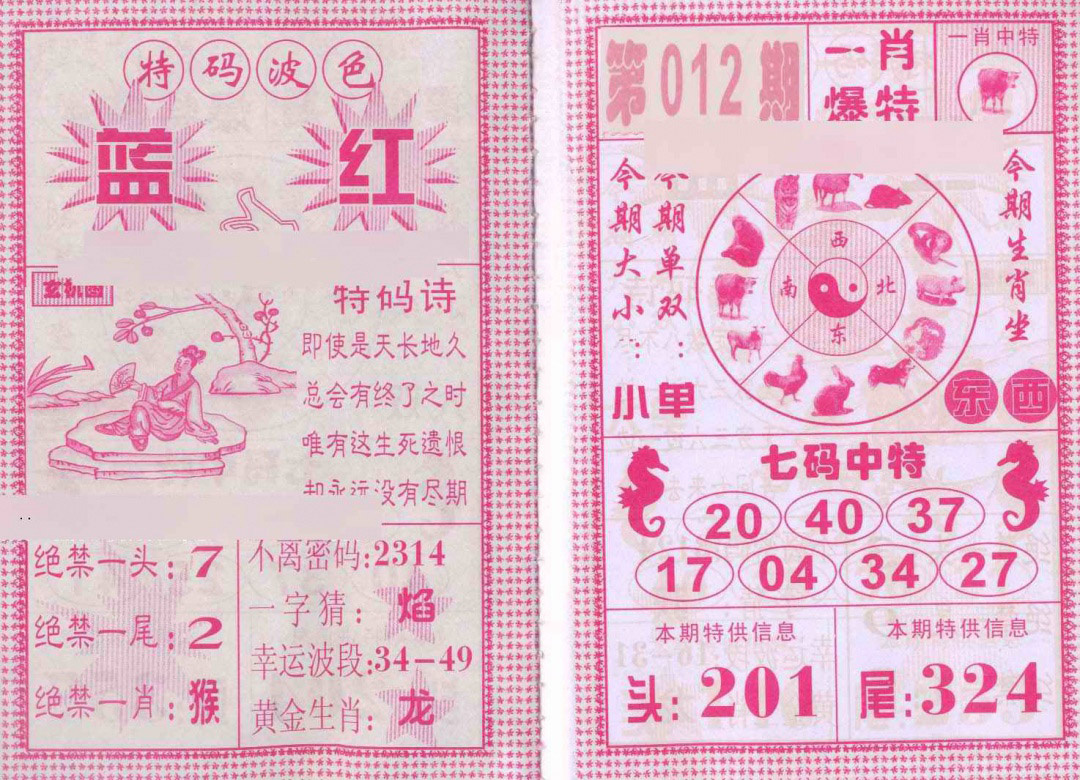 特码波色
蓝 红
玄机图
特码诗
即使是天长地久
总会有终了之时
唯有这生死遗恨
却永远没有尽期
绝禁一头:7
绝禁一尾:2
绝禁一肖:猴
不离密码:2314
一字猜:焰
幸运波段:34-49
黄金生肖:龙
第012期
一肖
爆特
一肖中特
今期大小:小
本期单双:单
西
南 北
东
今期生肖坐
东西
七码中特
20 40 37
17 04 34 27
本期特供信息
头:201
本期特供信息
尾:324